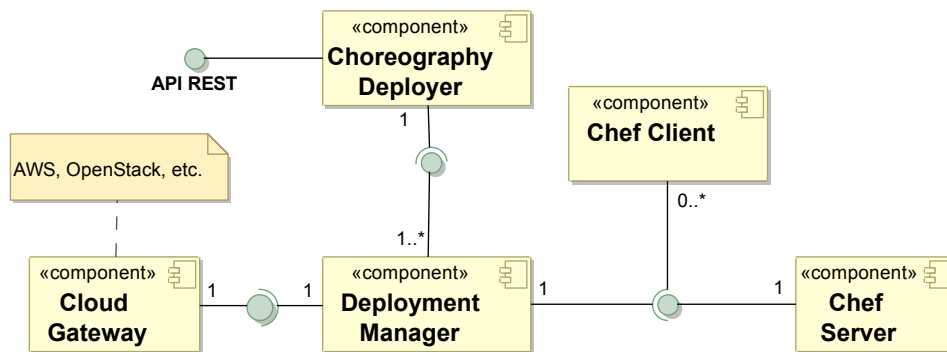 «component»
Choreography
Deployer
API REST
1
«component»
Chef Client
AWS, OpenStack, etc.
0..*
1..*
«component»
Cloud
Gateway
1
1
«component»
Deployment
Manager
1
1
«component»
Chef
Server